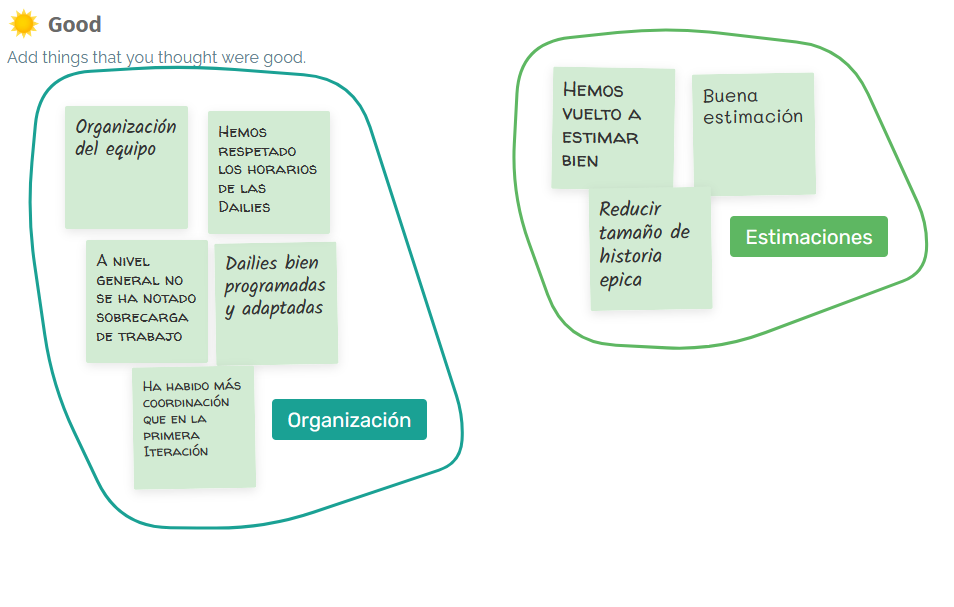 Good
Add things that you thought were good.
Organización
del equipo
Hemos
respetado
los horarios
de las
Dailies
A nivel
general no
se ha notado
sobrecarga
de trabajo
Dailies bien
programadas
y adaptadas
Ha habido más
coordinación
que en la
primera
Iteración
Organización
Hemos
vuelto a
estimar
bien
Buena
estimación
Reducir
tamaño de
historia
epica
Estimaciones